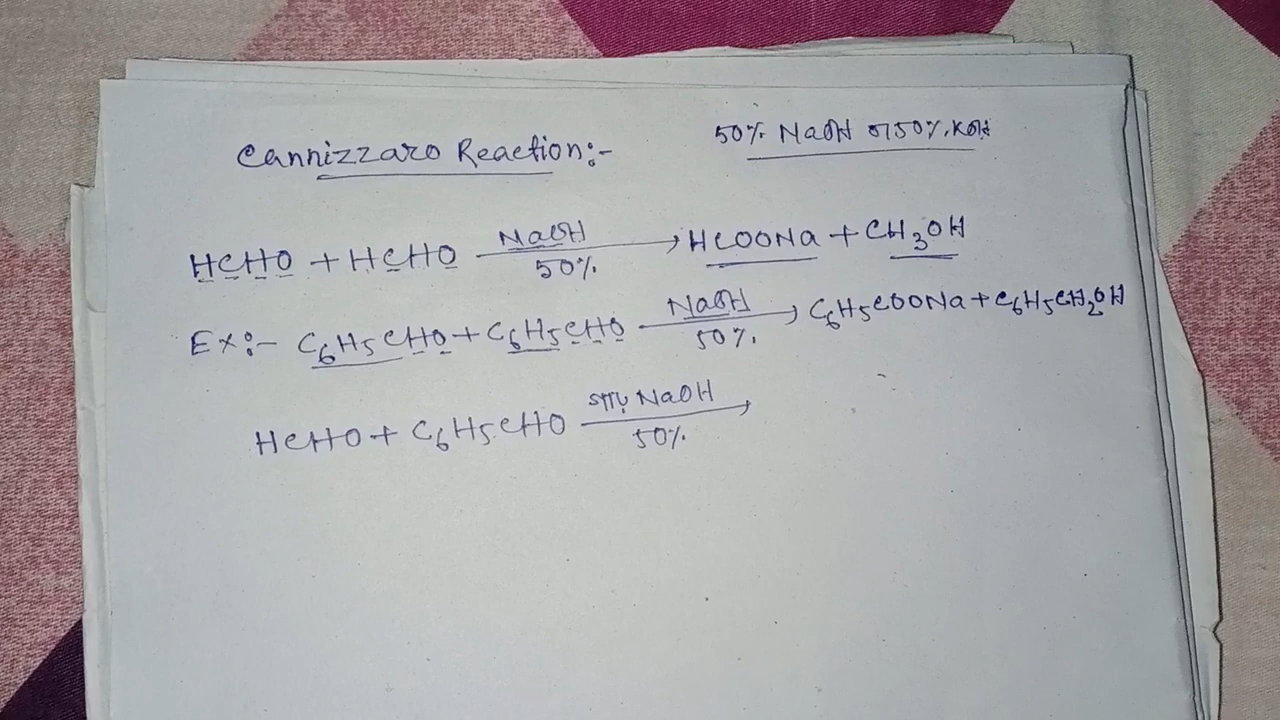 Cannizzaro Reaction:-
50% NaOH or 50% KOH
HCHO + HCHO NaOH 50% → HCOONa + CH₃OH
Ex:- C₆H₅CHO + C₆H₅CHO NaOH 50% → C₆H₅COONa + C₆H₅CH₂OH
HCHO + C₆H₅CHO NaOH 50% →